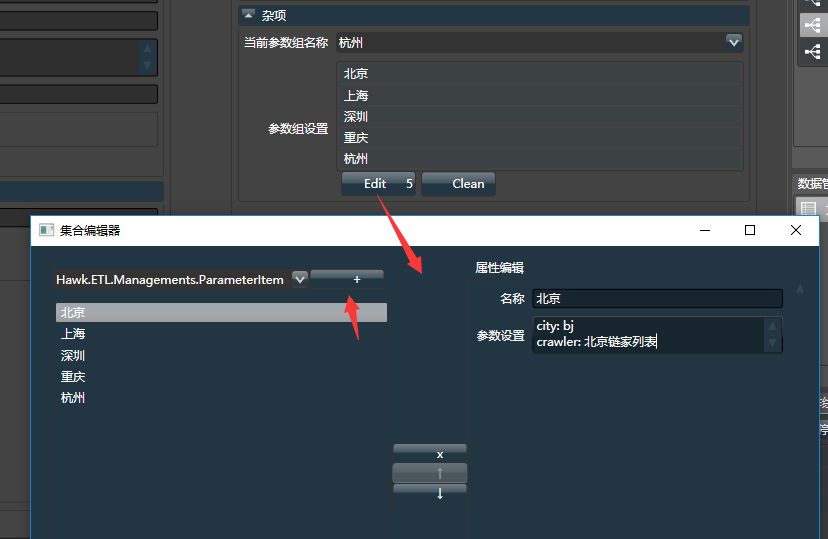 杂项
当前参数组名称 杭州
参数组设置
北京
上海
深圳
重庆
杭州
Edit 5 Clean
数据管
集合编辑器
Hawk.ETL.Managements.ParameterItem +
北京
上海
深圳
重庆
杭州
x
↑
↓
属性编辑
名称 北京
参数设置 city: bj
crawler: 北京链家列表